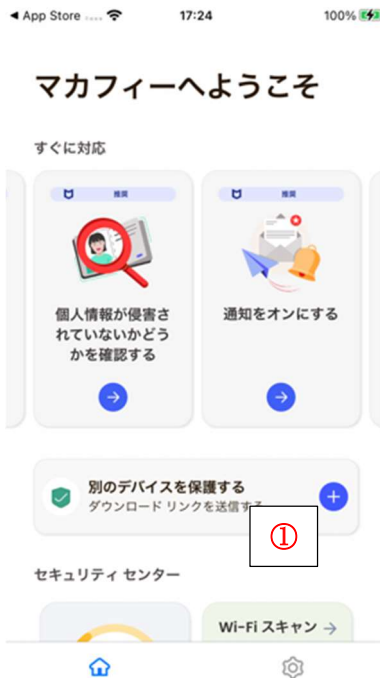 ◀ App Store
17:24
100%
マカフィーへようこそ
すぐに対応
推奨
個人情報が侵害さ
れていないかどう
かを確認する
推奨
通知をオンにする
別のデバイスを保護する
ダウンロード リンクを送信する
①
セキュリティ センター
Wi-Fi スキャン →